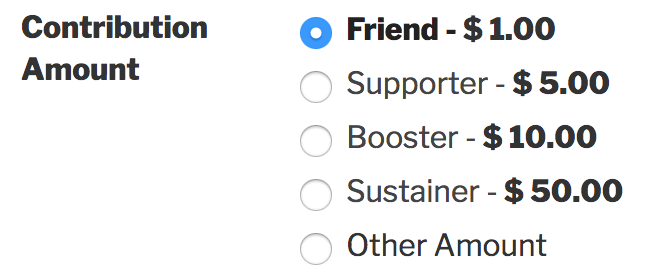 Contribution
Amount
Friend - $ 1.00
Supporter - $ 5.00
Booster - $ 10.00
Sustainer - $ 50.00
Other Amount